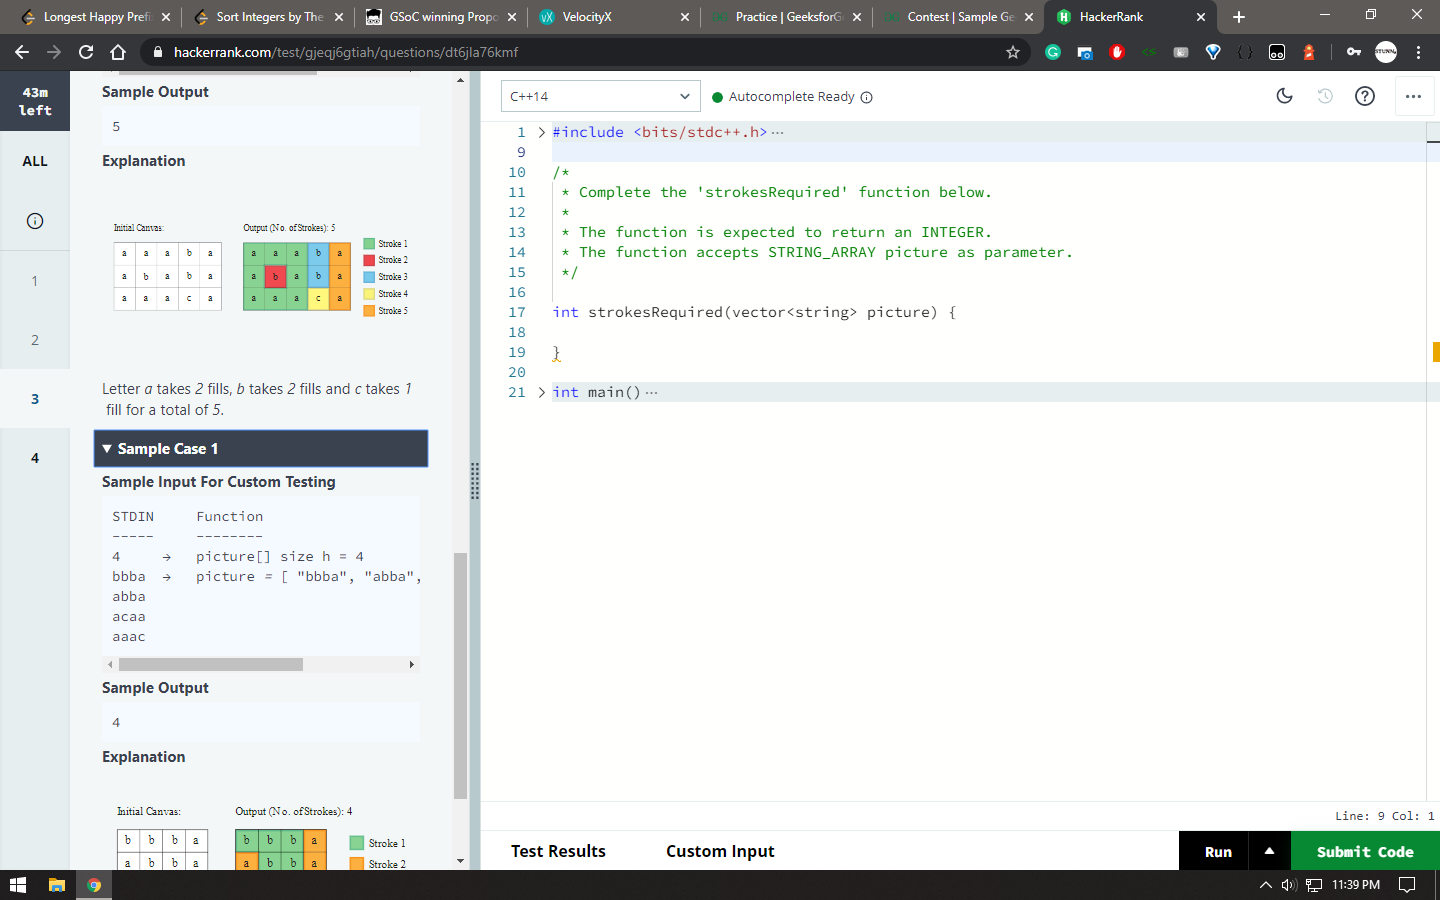 Longest Happy Prefi
Sort Integers by The
GSoC winning Propo
VelocityX
Practice | GeeksforG
Contest | Sample Ge
HackerRank
hackerrank.com/test/gjeqj6gtiah/questions/dt6jla76kmf
43m
left
ALL
1
2
3
4
Sample Output
5
Explanation
Initial Canvas:
a a a b a
a b a b a
a a a c a
Output (No. of Strokes): 5
a a a b a
a b a b a
a a a c a
Stroke 1
Stroke 2
Stroke 3
Stroke 4
Stroke 5
Letter a takes 2 fills, b takes 2 fills and c takes 1
fill for a total of 5.
Sample Case 1
Sample Input For Custom Testing
STDIN Function
----- --------
4 → picture[] size h = 4
bbba → picture = [ "bbba", "abba",
abba
acaa
aaac
Sample Output
4
Explanation
Initial Canvas:
b b b a
a b b a
Output (No. of Strokes): 4
b b b a
a b b a
Stroke 1
Stroke 2
C++14
Autocomplete Ready
1 #include <bits/stdc++.h> ...
9
10 /*
11 * Complete the 'strokesRequired' function below.
12 *
13 * The function is expected to return an INTEGER.
14 * The function accepts STRING_ARRAY picture as parameter.
15 */
16
17 int strokesRequired(vector<string> picture) {
18
19 }
20
21 int main() ...
Line: 9 Col: 1
Test Results
Custom Input
Run
Submit Code
11:39 PM